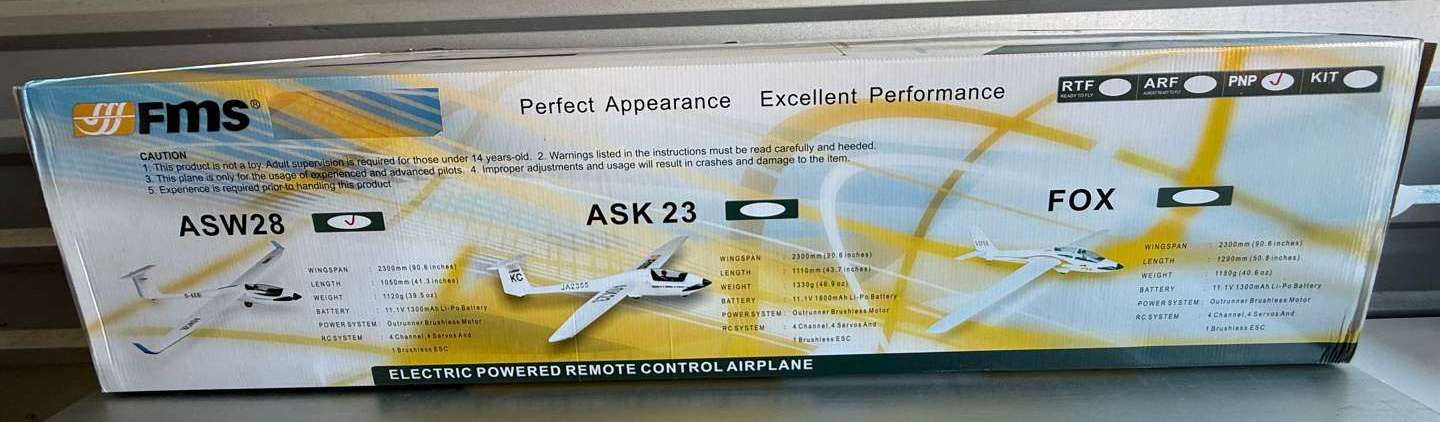 FMS®
Perfect Appearance Excellent Performance
RTF
READY TO FLY
ARF
ALMOST READY TO FLY
PNP
KIT
CAUTION
1. This product is not a toy. Adult supervision is required for those under 14 years-old. 2. Warnings listed in the instructions must be read carefully and heeded.
3. This plane is only for the usage of experienced and advanced pilots. 4. Improper adjustments and usage will result in crashes and damage to the item.
5. Experience is required prior to handling this product
ASW28
WINGSPAN : 2300mm (90.6 inches)
LENGTH : 1050mm (41.3 inches)
WEIGHT : 1120g (39.5 oz)
BATTERY : 11.1V 1300mAh Li-Po Battery
POWER SYSTEM : Outrunner Brushless Motor
RC SYSTEM : 4 Channel, 4 Servos And
1 Brushless ESC
ASK 23
KC
JA2355
WINGSPAN : 2300mm (90.6 inches)
LENGTH : 1110mm (43.7 inches)
WEIGHT : 1330g (46.9 oz)
BATTERY : 11.1V 1800mAh Li-Po Battery
POWER SYSTEM : Outrunner Brushless Motor
RC SYSTEM : 4 Channel, 4 Servos And
1 Brushless ESC
FOX
WINGSPAN : 2300mm (90.6 inches)
LENGTH : 1290mm (50.8 inches)
WEIGHT : 1150g (40.6 oz)
BATTERY : 11.1V 1300mAh Li-Po Battery
POWER SYSTEM : Outrunner Brushless Motor
RC SYSTEM : 4 Channel, 4 Servos And
1 Brushless ESC
ELECTRIC POWERED REMOTE CONTROL AIRPLANE